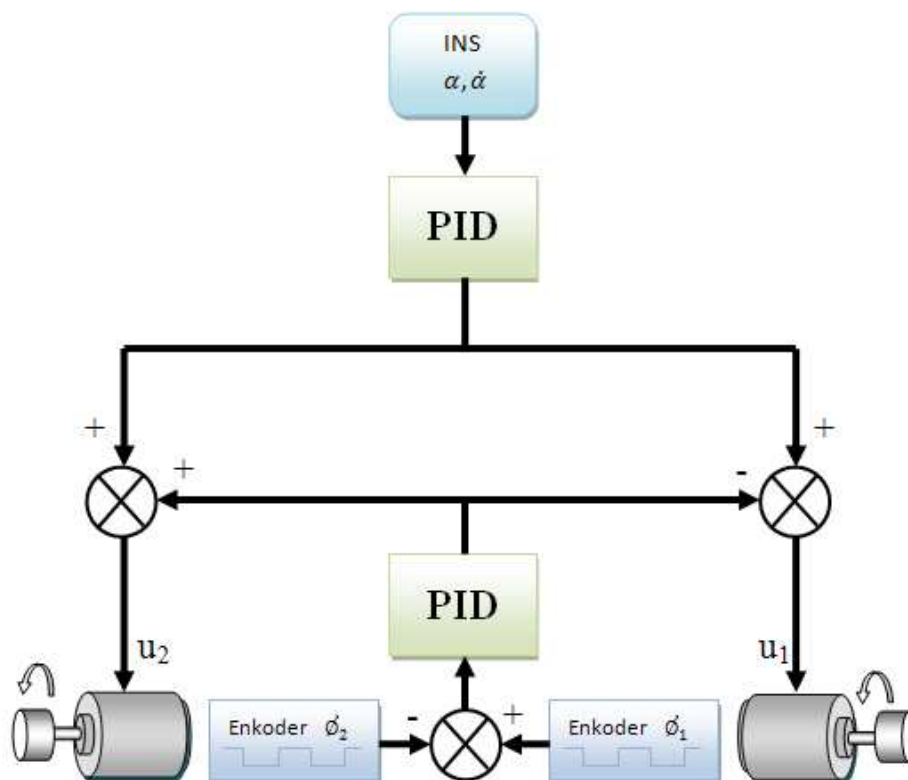 INS
α, α̇
PID
+ +
+ -
PID
u₂ u₁
- +
Enkoder ϕ̇₂ Enkoder ϕ̇₁